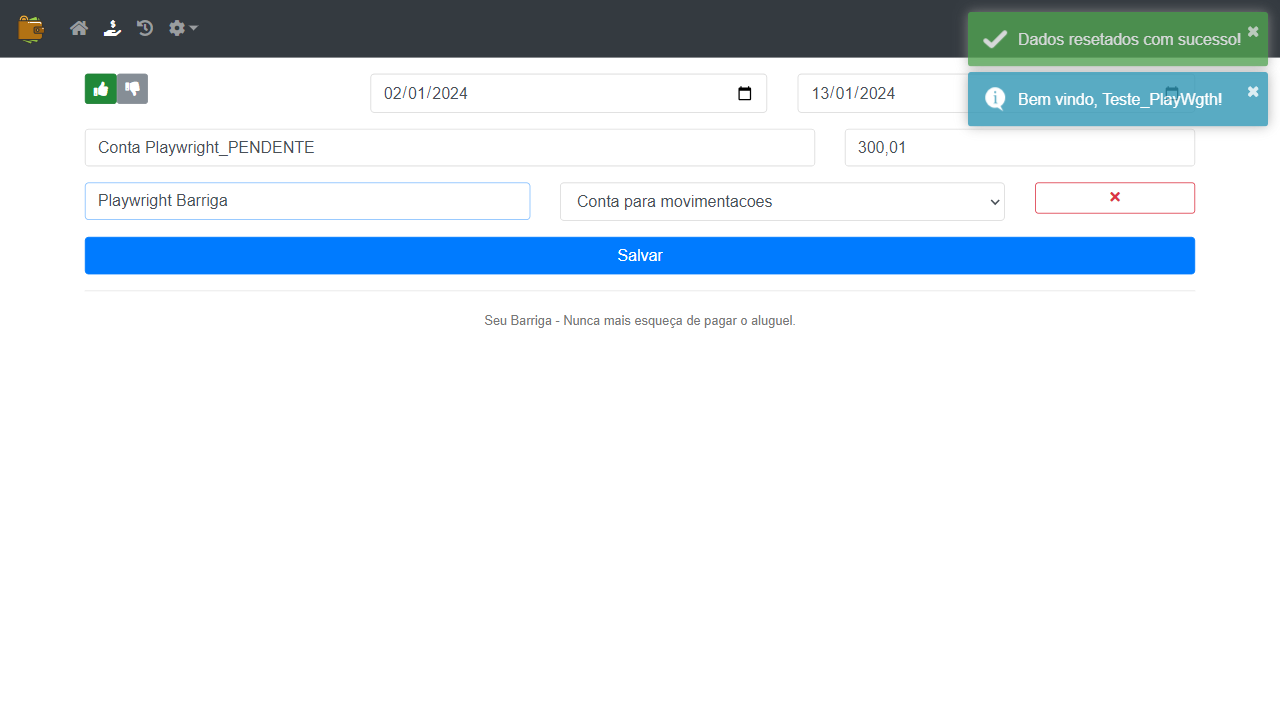 Dados resetados com sucesso!
Bem vindo, Teste_PlayWgth!
02/01/2024
13/01/2024
Conta Playwright_PENDENTE
300,01
Playwright Barriga
Conta para movimentacoes
Salvar
Seu Barriga - Nunca mais esqueça de pagar o aluguel.